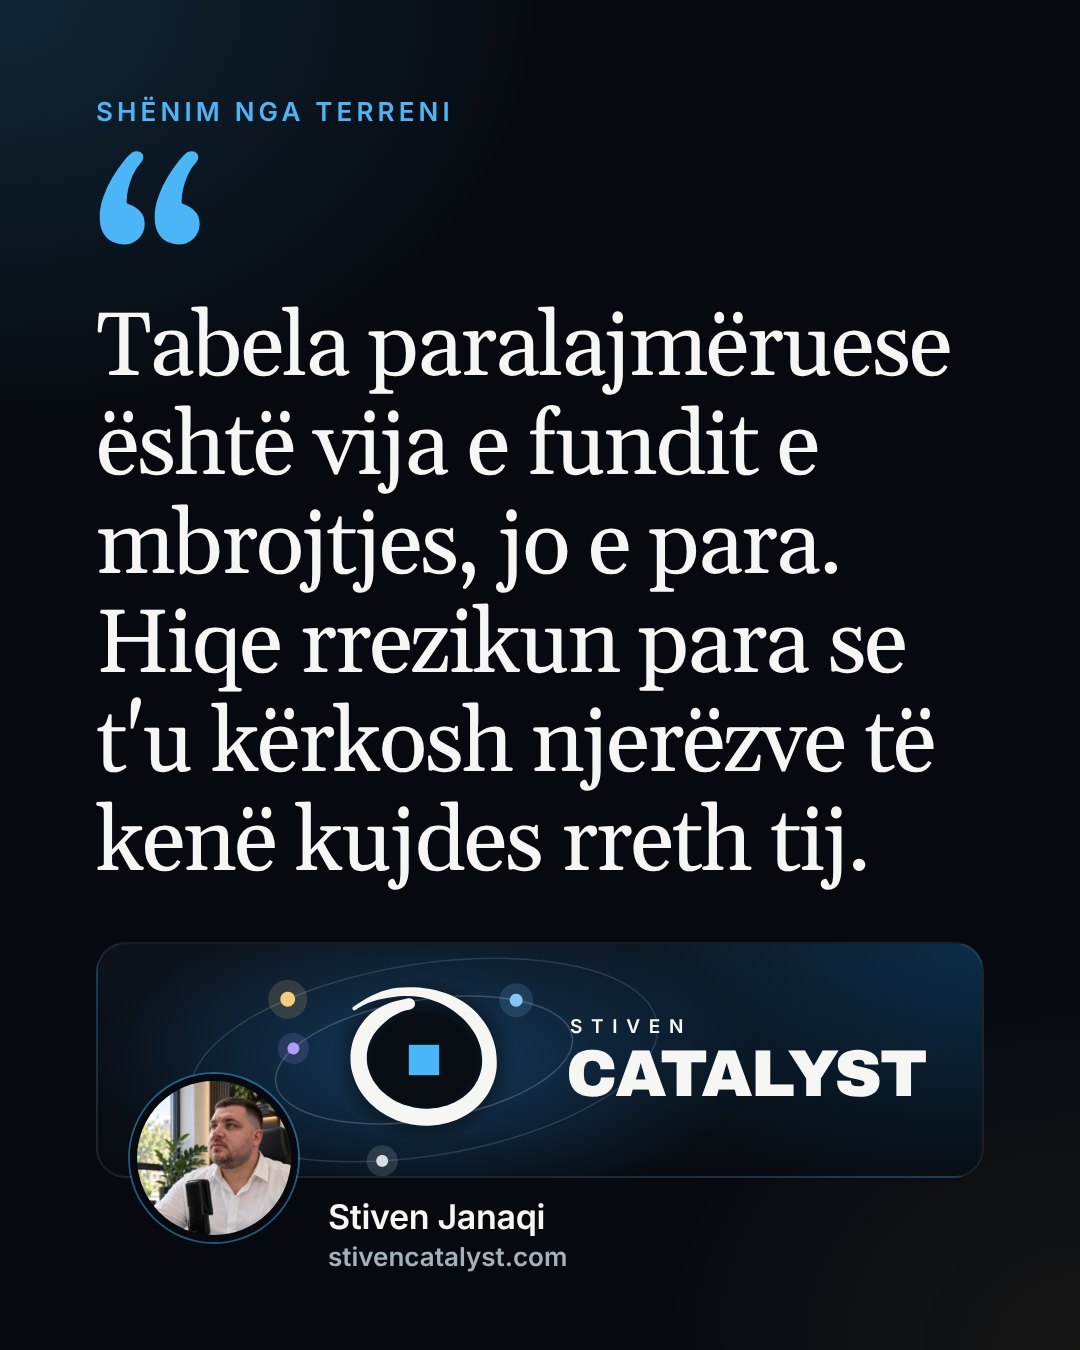 SHËNIM NGA TERRENI
“
Tabela paralajmëruese
është vija e fundit e
mbrojtjes, jo e para.
Hiqe rrezikun para se
t'u kërkosh njerëzve të
kenë kujdes rreth tij.
STIVEN
CATALYST
Stiven Janaqi
stivencatalyst.com